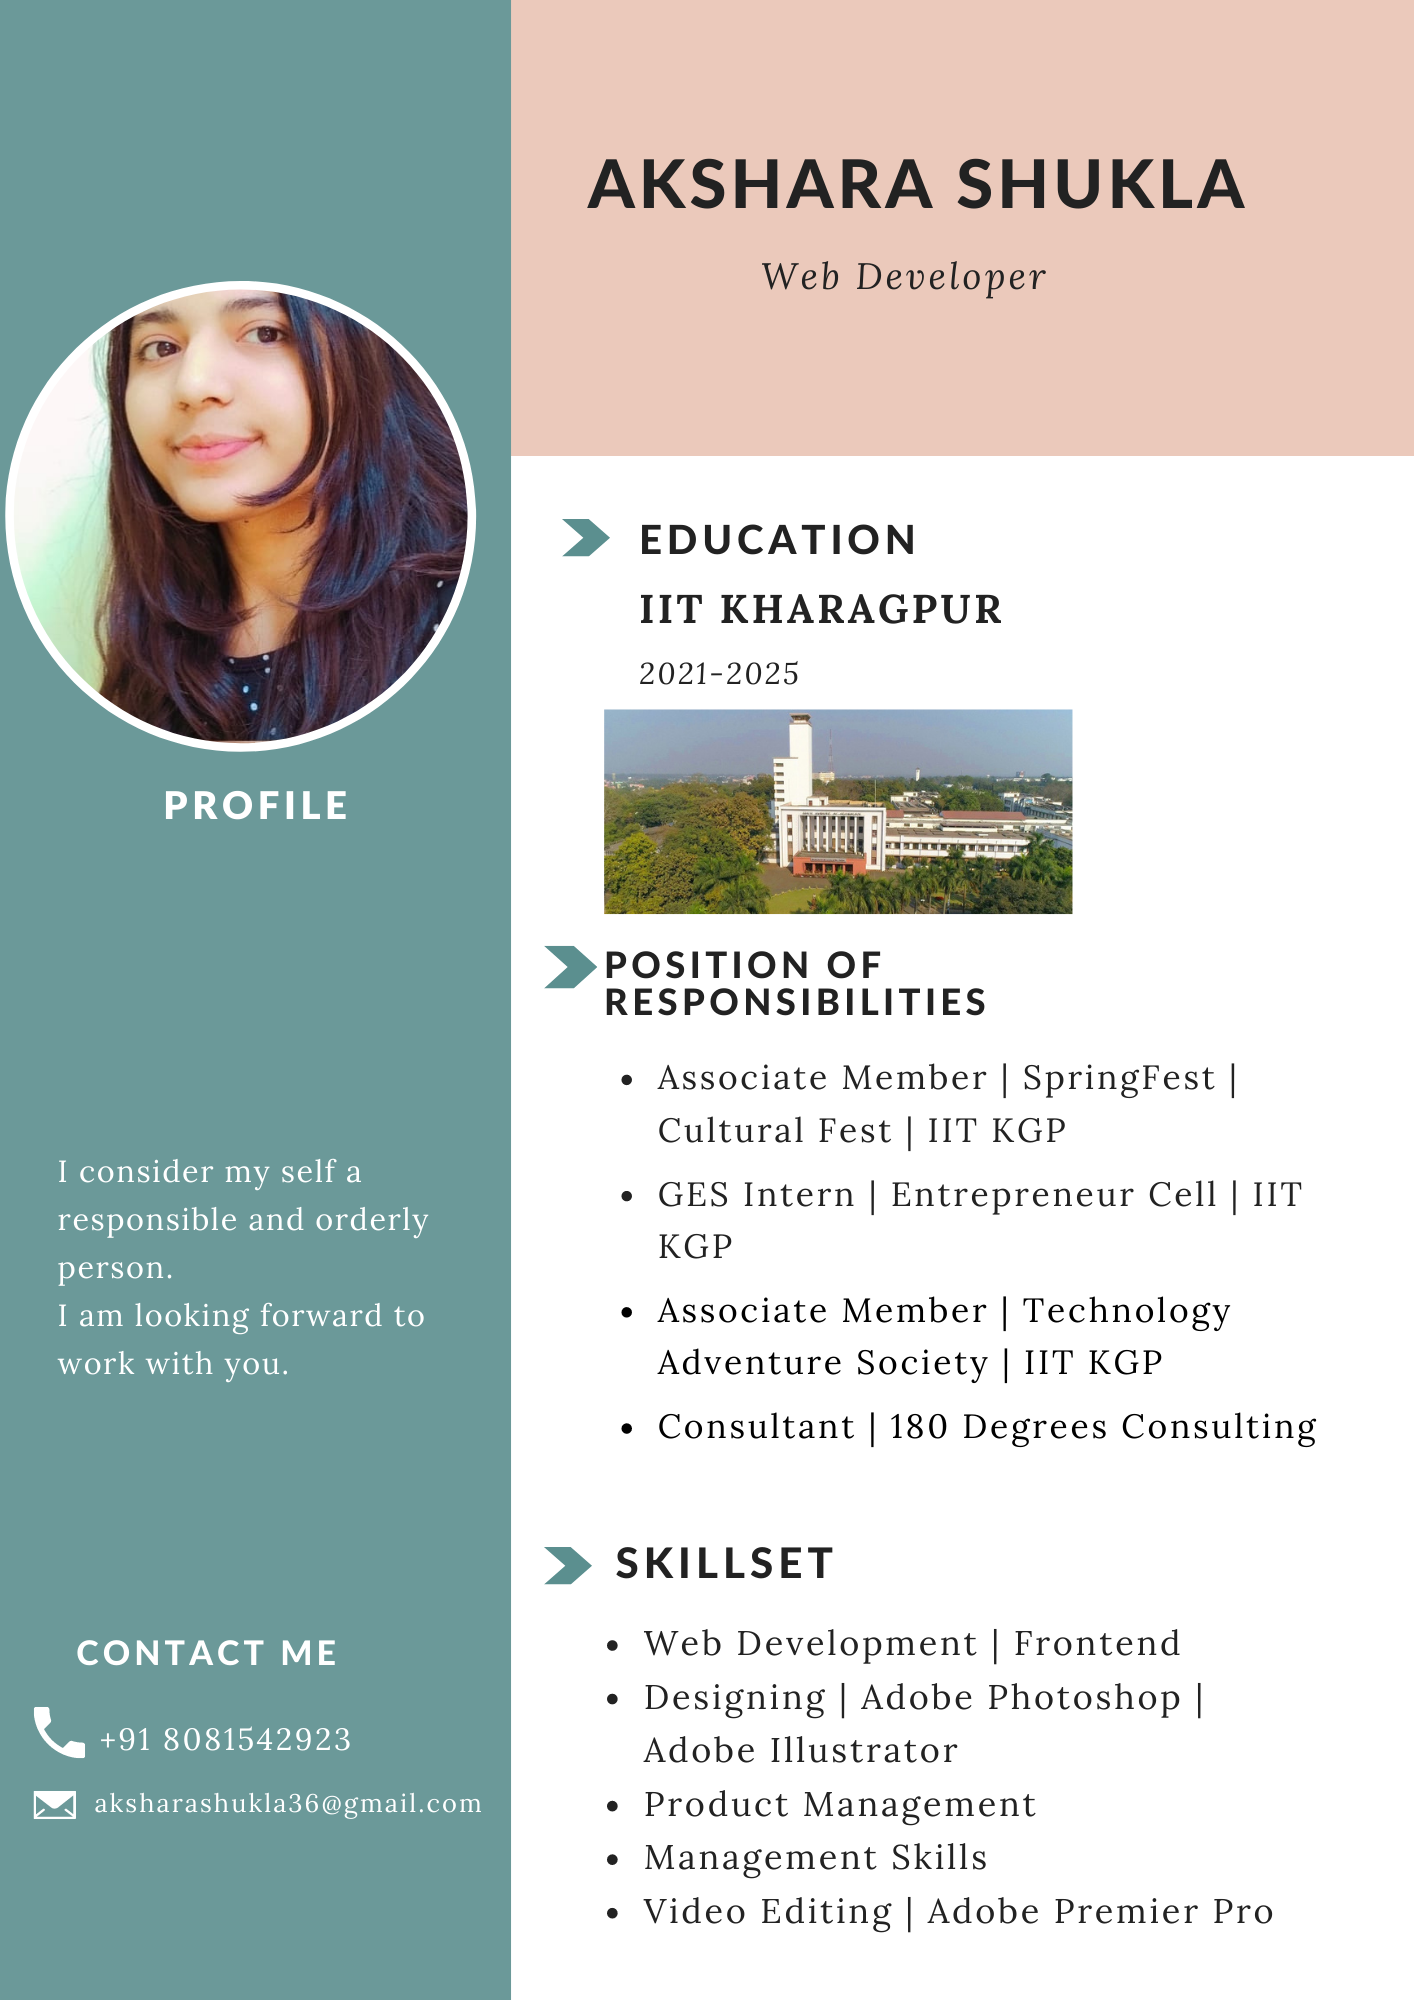 AKSHARA SHUKLA
Web Developer
PROFILE
I consider my self a
responsible and orderly
person.
I am looking forward to
work with you.
CONTACT ME
+91 8081542923
aksharashukla36@gmail.com
EDUCATION
IIT KHARAGPUR
2021-2025
POSITION OF
RESPONSIBILITIES
• Associate Member | SpringFest |
Cultural Fest | IIT KGP
• GES Intern | Entrepreneur Cell | IIT
KGP
• Associate Member | Technology
Adventure Society | IIT KGP
• Consultant | 180 Degrees Consulting
SKILLSET
• Web Development | Frontend
• Designing | Adobe Photoshop |
Adobe Illustrator
• Product Management
• Management Skills
• Video Editing | Adobe Premier Pro